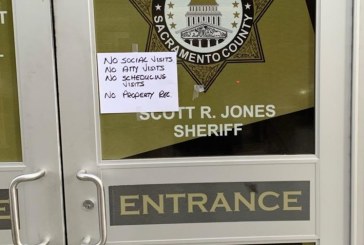 SACRAMENTO COUNTY
NO SOCIAL VISITS
NO ATTY VISITS
NO SCHEDULING
VISITS
NO PROPERTY REL
SCOTT R. JONES
SHERIFF
ENTRANCE